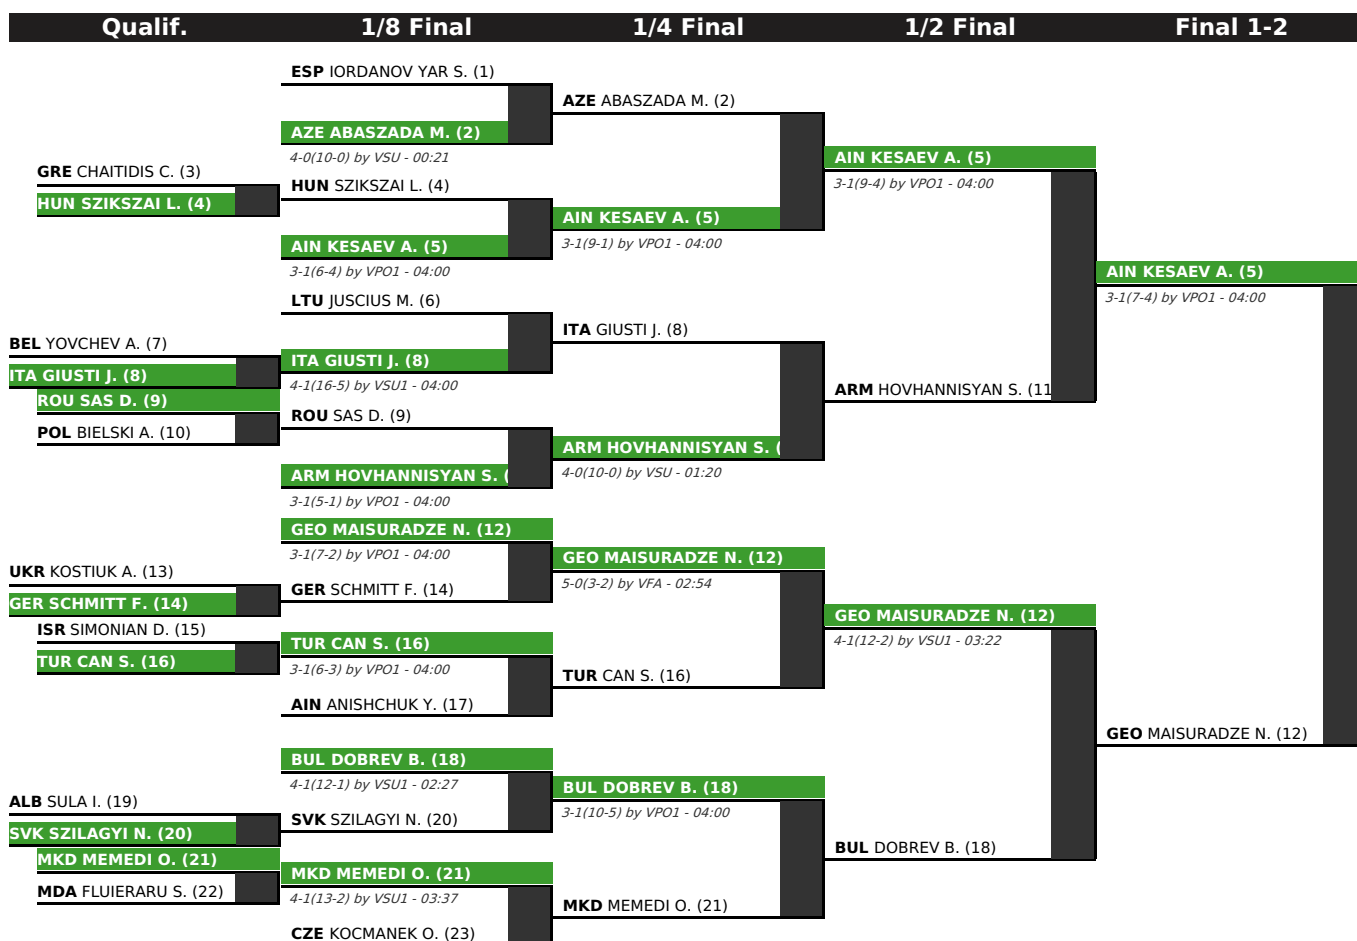 Qualif.
1/8 Final
1/4 Final
1/2 Final
Final 1-2
GRE CHAITIDIS C. (3)
HUN SZIKSZAI L. (4)
BEL YOVCHEV A. (7)
ITA GIUSTI J. (8)
ROU SAS D. (9)
POL BIELSKI A. (10)
UKR KOSTIUK A. (13)
GER SCHMITT F. (14)
ISR SIMONIAN D. (15)
TUR CAN S. (16)
ALB SULA I. (19)
SVK SZILAGYI N. (20)
MKD MEMEDI O. (21)
MDA FLUIERARU S. (22)
ESP IORDANOV YAR S. (1)
AZE ABASZADA M. (2)
4-0(10-0) by VSU - 00:21
HUN SZIKSZAI L. (4)
AIN KESAEV A. (5)
3-1(6-4) by VPO1 - 04:00
LTU JUSCIUS M. (6)
ITA GIUSTI J. (8)
4-1(16-5) by VSU1 - 04:00
ROU SAS D. (9)
ARM HOVHANNISYAN S. (
3-1(5-1) by VPO1 - 04:00
GEO MAISURADZE N. (12)
3-1(7-2) by VPO1 - 04:00
GER SCHMITT F. (14)
TUR CAN S. (16)
3-1(6-3) by VPO1 - 04:00
AIN ANISHCHUK Y. (17)
BUL DOBREV B. (18)
4-1(12-1) by VSU1 - 02:27
SVK SZILAGYI N. (20)
MKD MEMEDI O. (21)
4-1(13-2) by VSU1 - 03:37
CZE KOCMANEK O. (23)
AZE ABASZADA M. (2)
AIN KESAEV A. (5)
3-1(9-1) by VPO1 - 04:00
ITA GIUSTI J. (8)
ARM HOVHANNISYAN S. (
4-0(10-0) by VSU - 01:20
GEO MAISURADZE N. (12)
5-0(3-2) by VFA - 02:54
TUR CAN S. (16)
BUL DOBREV B. (18)
3-1(10-5) by VPO1 - 04:00
MKD MEMEDI O. (21)
AIN KESAEV A. (5)
3-1(9-4) by VPO1 - 04:00
ARM HOVHANNISYAN S. (11
GEO MAISURADZE N. (12)
4-1(12-2) by VSU1 - 03:22
BUL DOBREV B. (18)
AIN KESAEV A. (5)
3-1(7-4) by VPO1 - 04:00
GEO MAISURADZE N. (12)